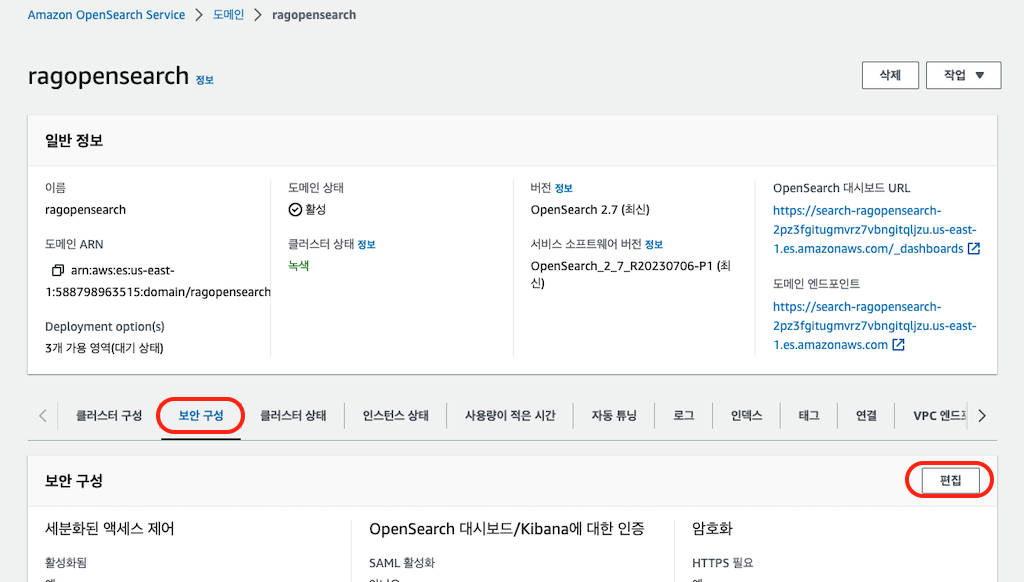 Amazon OpenSearch Service > 도메인 > ragopensearch
ragopensearch 정보
삭제
작업 ▼
일반 정보
이름
ragopensearch
도메인 ARN
arn:aws:es:us-east-
1:588798963515:domain/ragopensearch
Deployment option(s)
3개 가용 영역(대기 상태)
도메인 상태
활성
클러스터 상태 정보
녹색
버전 정보
OpenSearch 2.7 (최신)
서비스 소프트웨어 버전 정보
OpenSearch_2_7_R20230706-P1 (최
신)
OpenSearch 대시보드 URL
https://search-ragopensearch-
2pz3fgitugmvrz7vbngitqljzu.us-east-
1.es.amazonaws.com/_dashboards
도메인 엔드포인트
https://search-ragopensearch-
2pz3fgitugmvrz7vbngitqljzu.us-east-
1.es.amazonaws.com
클러스터 구성
보안 구성
클러스터 상태
인스턴스 상태
사용량이 적은 시간
자동 튜닝
로그
인덱스
태그
연결
VPC
보안 구성
편집
세분화된 액세스 제어
활성화됨
OpenSearch 대시보드/Kibana에 대한 인증
SAML 활성화
암호화
HTTPS 필요